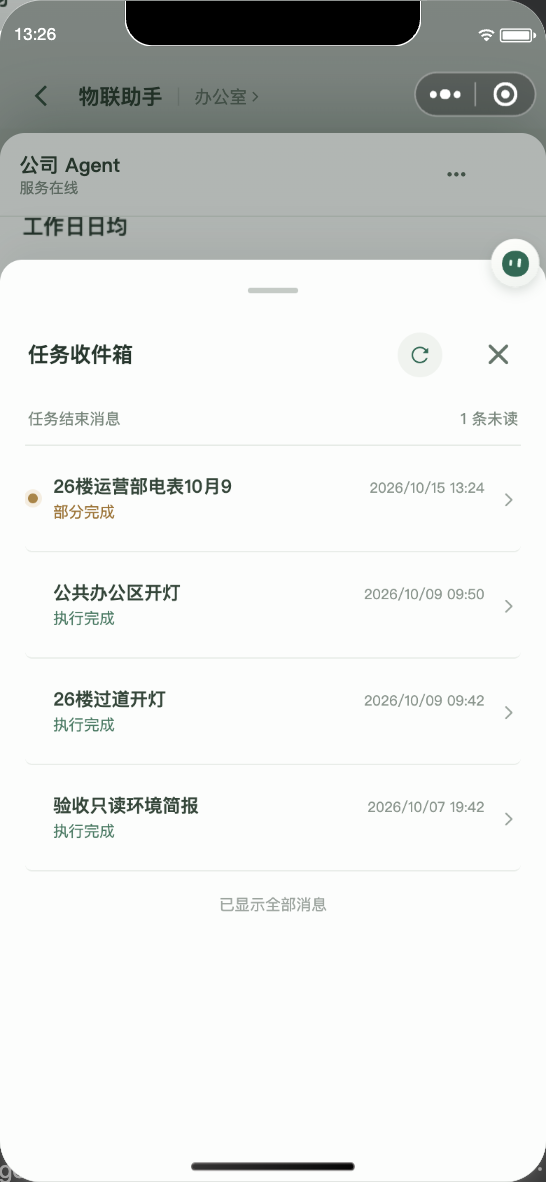 13:26
物联助手
办公室
公司 Agent
服务在线
工作日日均
任务收件箱
任务结束消息
1 条未读
26楼运营部电表10月9
2026/10/15 13:24
部分完成
公共办公区开灯
2026/10/09 09:50
执行完成
26楼过道开灯
2026/10/09 09:42
执行完成
验收只读环境简报
2026/10/07 19:42
执行完成
已显示全部消息